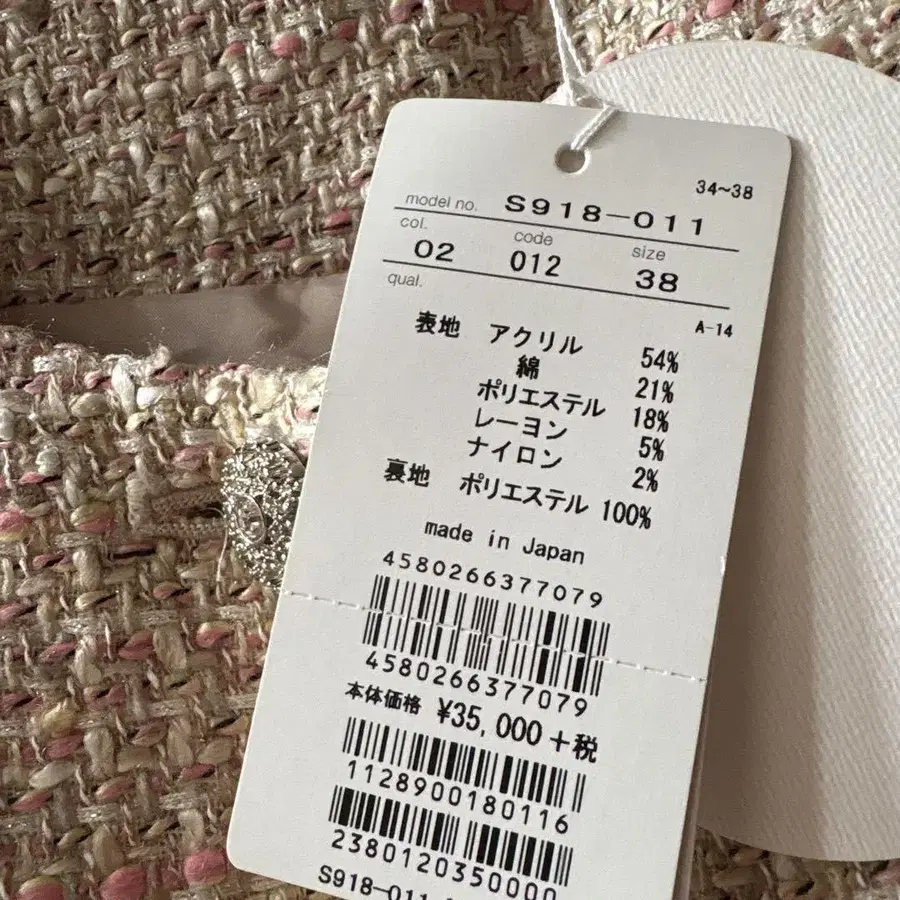 34~38
model no. S918-011
col. code size
02 012 38
qual.
A-14
表地 アクリル 54%
綿 21%
ポリエステル 18%
レーヨン 5%
ナイロン 2%
裏地 ポリエステル 100%
made in Japan
4580266377079
4580266377079
本体価格 ¥35,000+税
1128900180116
2380120350000
S918-011